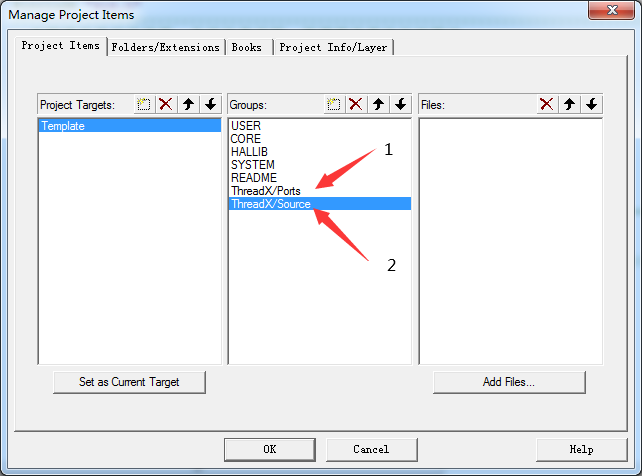 Manage Project Items
Project Items Folders/Extensions Books Project Info/Layer
Project Targets: Groups: Files:
Template
USER
CORE
HALLIB
SYSTEM
README
ThreadX/Ports
ThreadX/Source
1
2
Set as Current Target Add Files...
OK Cancel Help